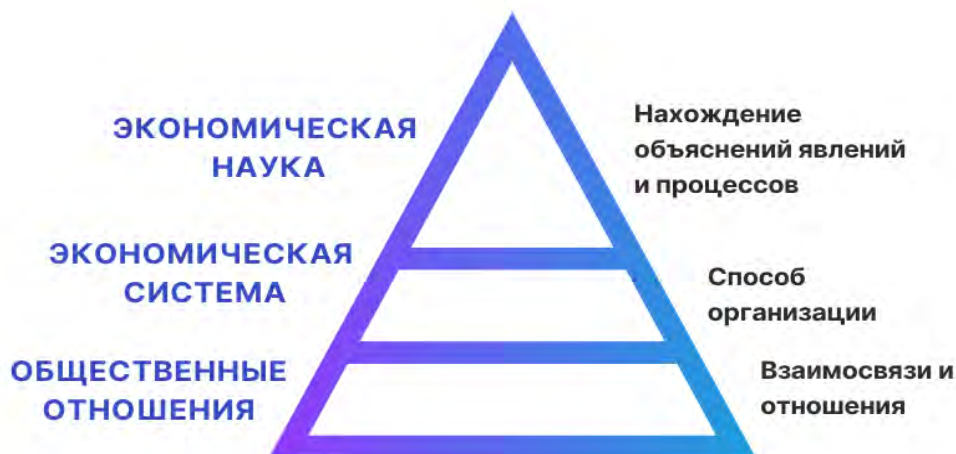 ЭКОНОМИЧЕСКАЯ
НАУКА
Нахождение
объяснений явлений
и процессов
ЭКОНОМИЧЕСКАЯ
СИСТЕМА
Способ
организации
ОБЩЕСТВЕННЫЕ
ОТНОШЕНИЯ
Взаимосвязи и
отношения